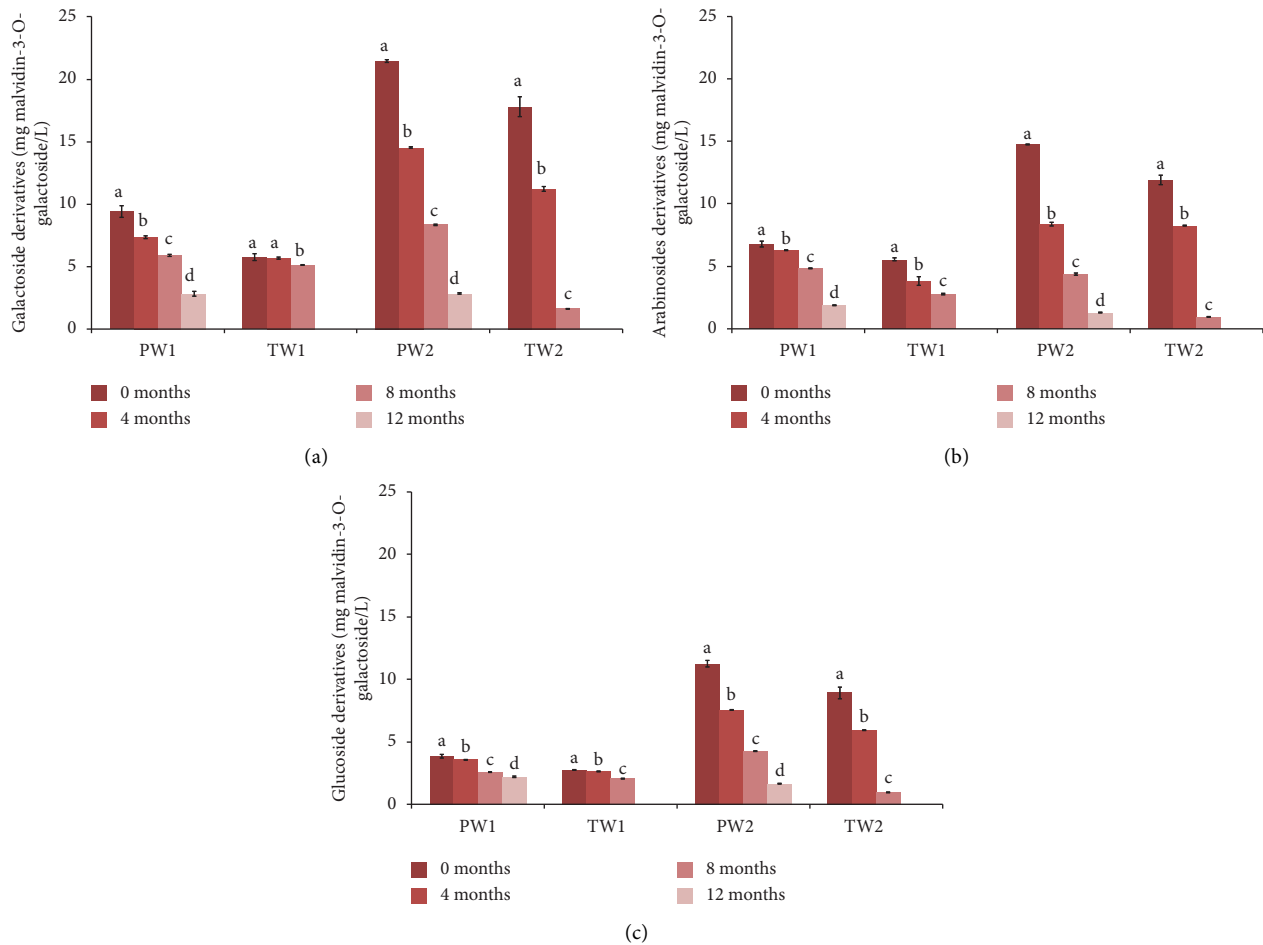 Galactoside derivatives (mg malvidin-3-O-
galactoside/L)
25
20
15
10
5
0
a
b
c
d
a
a
b
a
b
c
d
a
b
c
PW1 TW1 PW2 TW2
0 months
4 months
8 months
12 months
(a)
Arabinosides derivatives (mg malvidin-3-O-
galactoside/L)
25
20
15
10
5
0
a
b
c
d
a
b
c
a
b
c
d
a
b
c
PW1 TW1 PW2 TW2
0 months
4 months
8 months
12 months
(b)
Glucoside derivatives (mg malvidin-3-O-
galactoside/L)
25
20
15
10
5
0
a
b
c
d
a
b
c
a
b
c
d
a
b
c
PW1 TW1 PW2 TW2
0 months
4 months
8 months
12 months
(c)